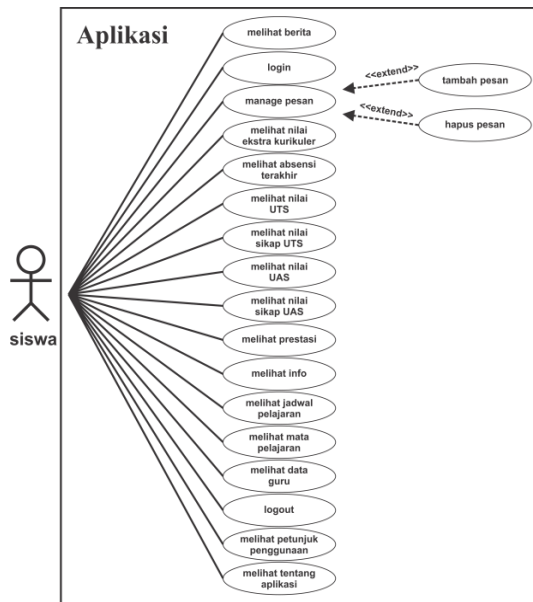 Aplikasi
melihat berita
login
<<extend>>
tambah pesan
manage pesan
<<extend>>
hapus pesan
melihat nilai
ekstra kurikuler
melihat absensi
terakhir
melihat nilai
UTS
melihat nilai
sikap UTS
melihat nilai
UAS
melihat nilai
sikap UAS
siswa
melihat prestasi
melihat info
melihat jadwal
pelajaran
melihat mata
pelajaran
melihat data
guru
logout
melihat petunjuk
penggunaan
melihat tentang
aplikasi